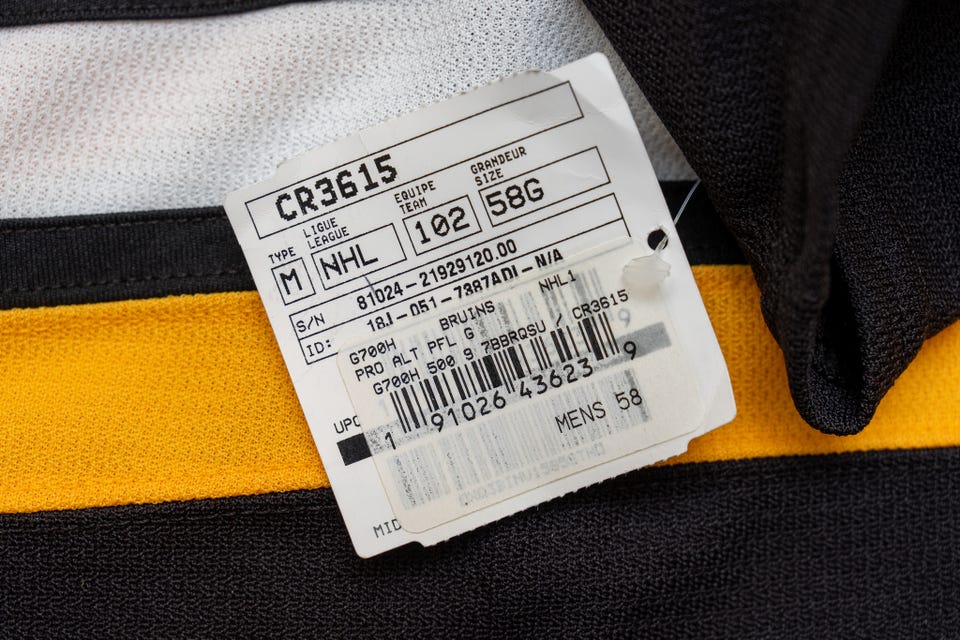 CR3615
TYPE
LIGUE
LEAGUE
EQUIPE
TEAM
GRANDEUR
SIZE
M
NHL
102
58G
S/N
81024-21929120.00
ID:
18J-051-7387ADI-N/A
BRUINS NHL1
G700H
PRO ALT PFL G
G700H 500 9 7BBRQSU / CR3615
UPC
1 91026 43623 9
9
MENS 58
MID